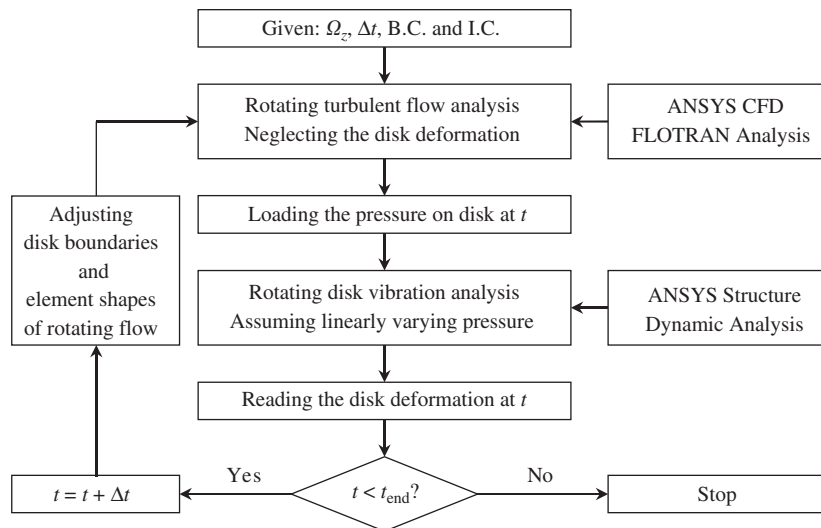 Given: Ω_z, Δt, B.C. and I.C.
Rotating turbulent flow analysis
Neglecting the disk deformation
ANSYS CFD
FLOTRAN Analysis
Loading the pressure on disk at t
Adjusting
disk boundaries
and
element shapes
of rotating flow
Rotating disk vibration analysis
Assuming linearly varying pressure
ANSYS Structure
Dynamic Analysis
Reading the disk deformation at t
Yes
No
t = t + Δt
t < t_end?
Stop